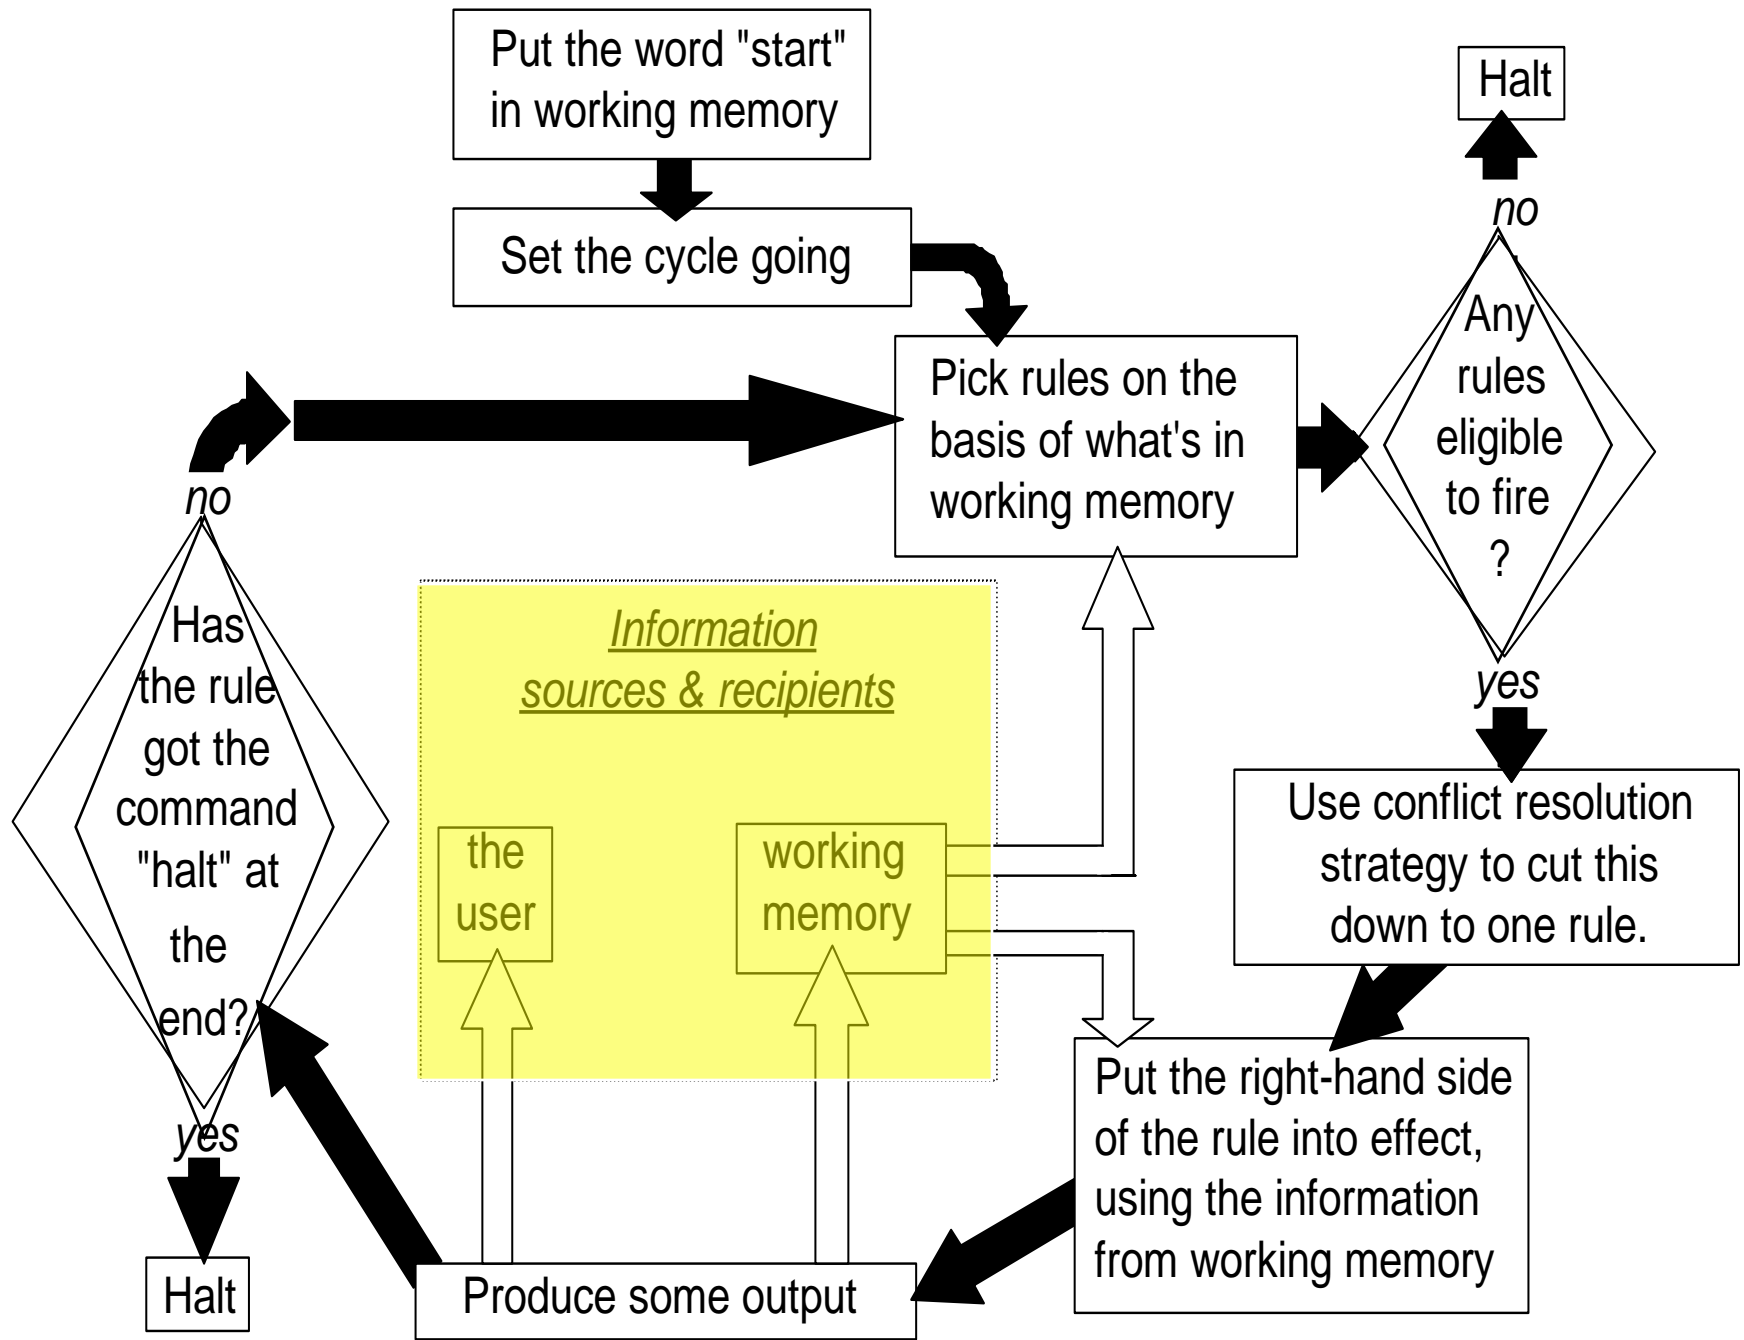 Put the word "start"
in working memory
Halt
no
Set the cycle going
Any
rules
eligible
to fire
?
Pick rules on the
basis of what's in
working memory
no
Has
the rule
got the
command
"halt" at
the
end?
Information
sources & recipients
yes
Use conflict resolution
strategy to cut this
down to one rule.
the
user
working
memory
Put the right-hand side
of the rule into effect,
using the information
from working memory
yes
Halt
Produce some output